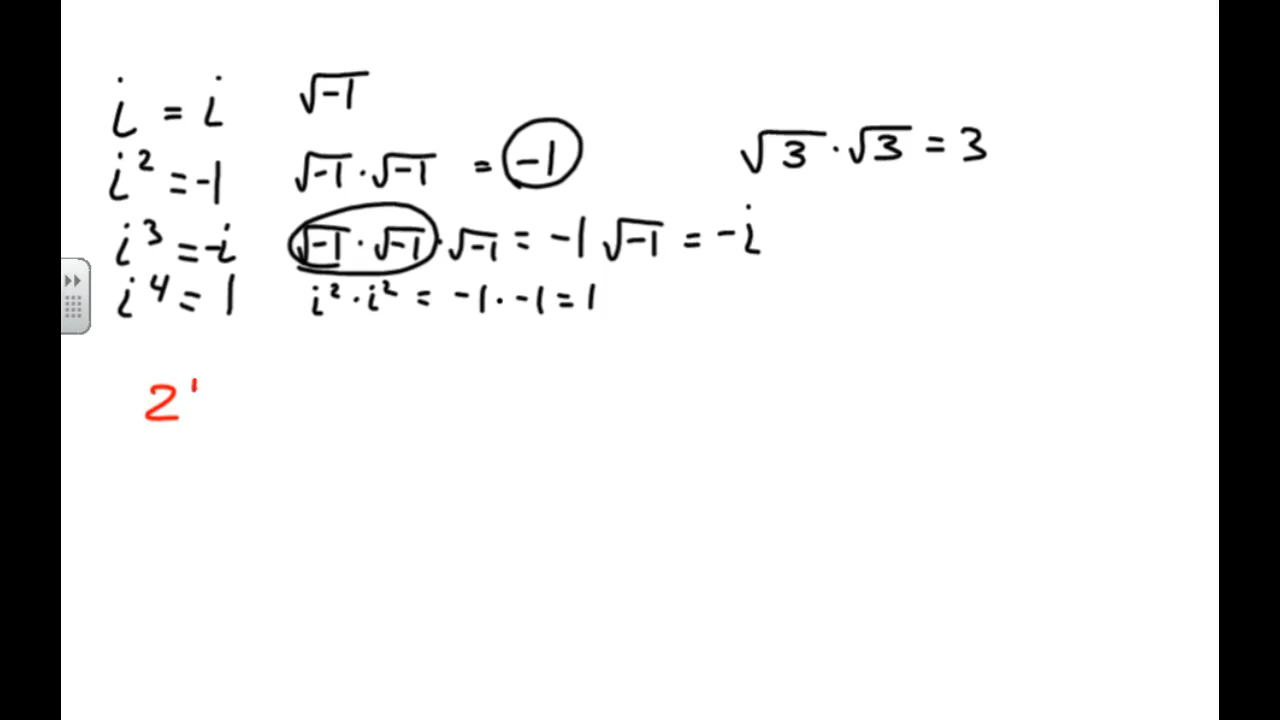 i = i √-1
i² = -1 √-1 · √-1 = -1 √3 · √3 = 3
i³ = -i √-1 · √-1 · √-1 = -1 √-1 = -i
i⁴ = 1 i² · i² = -1 · -1 = 1
2'